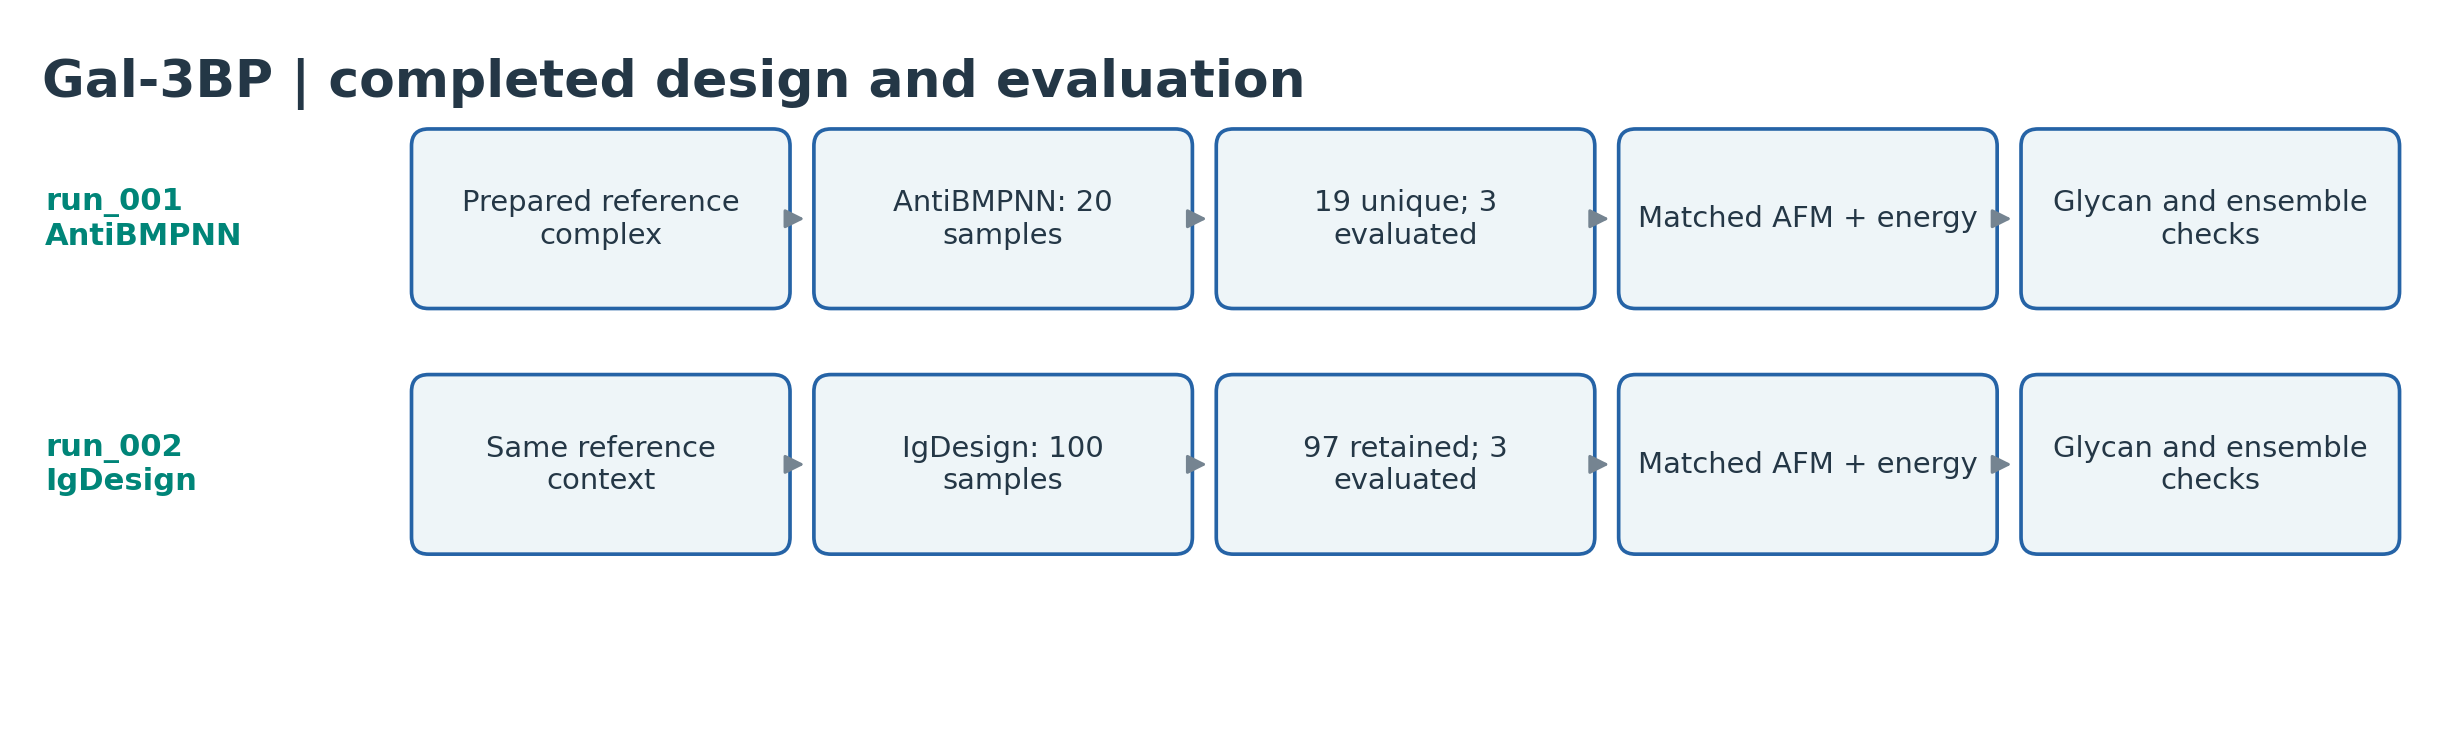 Gal-3BP | completed design and evaluation
run_001
AntiBMPNN
Prepared reference
complex
AntiBMPNN: 20
samples
19 unique; 3
evaluated
Matched AFM + energy
Glycan and ensemble
checks
run_002
IgDesign
Same reference
context
IgDesign: 100
samples
97 retained; 3
evaluated
Matched AFM + energy
Glycan and ensemble
checks